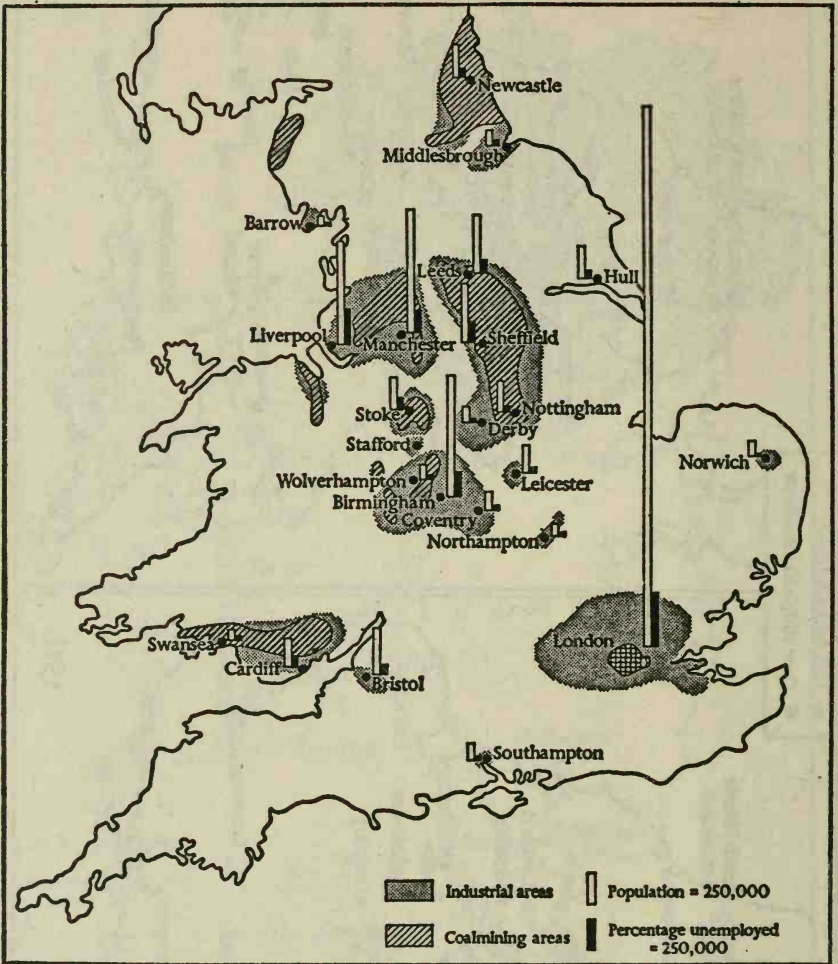 Newcastle
Middlesbrough
Barrow
Leeds
Hull
Liverpool
Manchester
Sheffield
Stoke
Nottingham
Derby
Stafford
Norwich
Wolverhampton
Leicester
Birmingham
Coventry
Northampton
Swansea
London
Cardiff
Bristol
Southampton
Industrial areas
Population = 250,000
Coalmining areas
Percentage unemployed
= 250,000